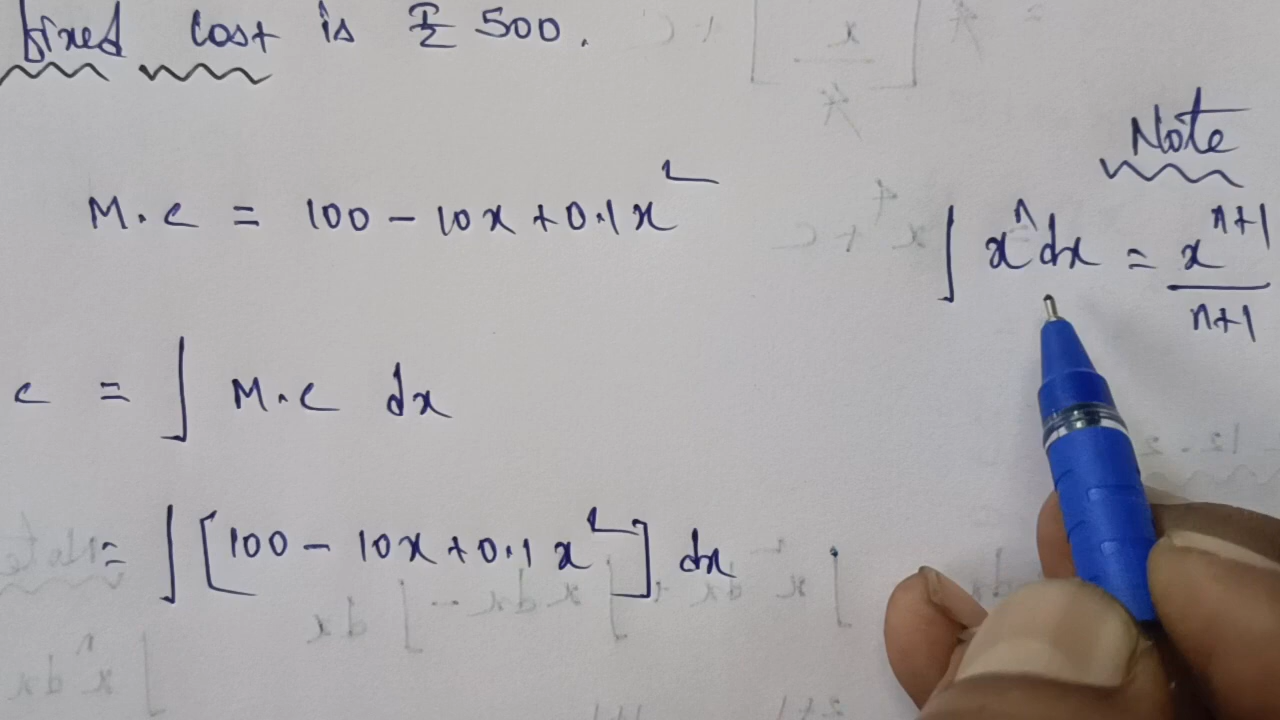 fixed cost is ₹ 500.
Note
M.C = 100 - 10x + 0.1x²
∫ xⁿ dx = xⁿ⁺¹ / n+1
c = ∫ M.C dx
= ∫ [100 - 10x + 0.1x²] dx